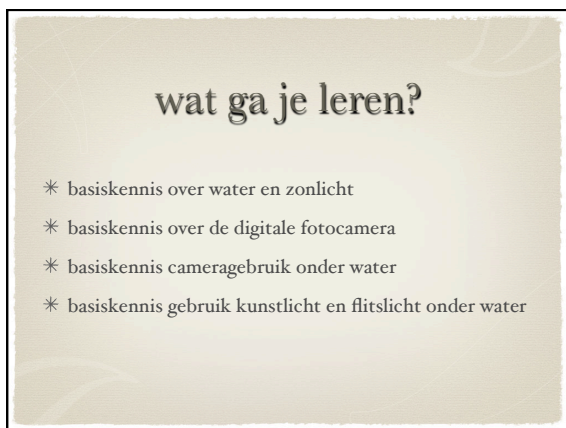 wat ga je leren?
✳ basiskennis over water en zonlicht
✳ basiskennis over de digitale fotocamera
✳ basiskennis cameragebruik onder water
✳ basiskennis gebruik kunstlicht en flitslicht onder water